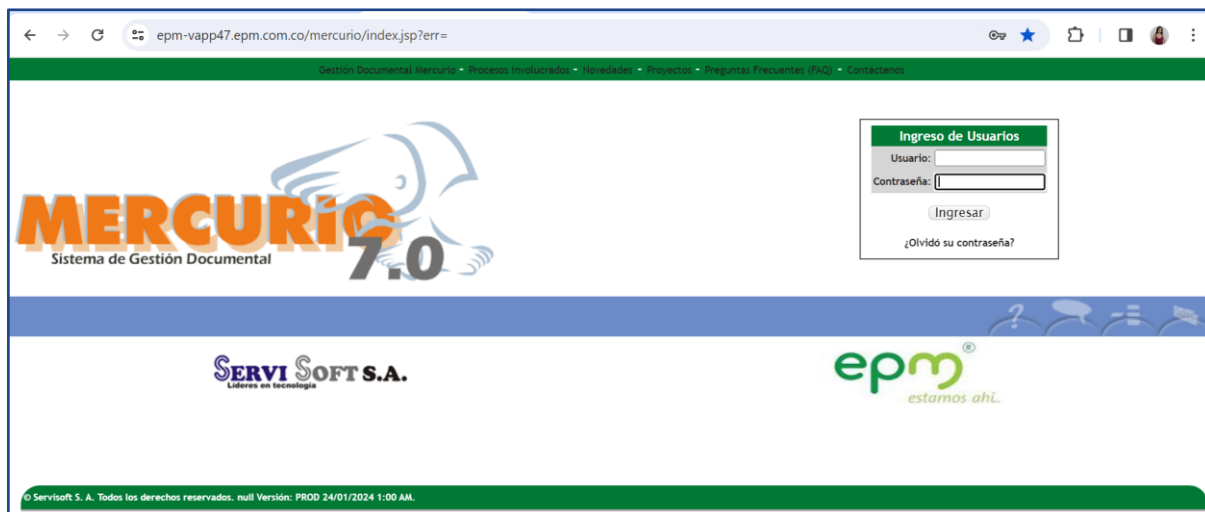 epm-vapp47.epm.com.co/mercurio/index.jsp?err=
Gestión Documental Mercurio - Procesos Involucrados - Novedades - Proyectos - Preguntas Frecuentes (FAQ) - Contáctenos
Ingreso de Usuarios
Usuario:
Contraseña:
Ingresar
¿Olvidó su contraseña?
MERCURIO
7.0
Sistema de Gestión Documental
SERVI SOFT S.A.
Lideres en tecnología
epm®
estamos ahí..
© Servisoft S. A. Todos los derechos reservados. null Versión: PROD 24/01/2024 1:00 AM.